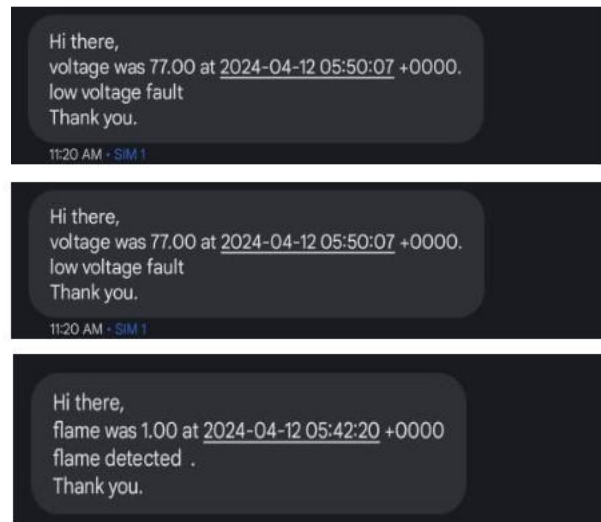 Hi there,
voltage was 77.00 at 2024-04-12 05:50:07 +0000.
low voltage fault
Thank you.
11:20 AM • SIM 1
Hi there,
voltage was 77.00 at 2024-04-12 05:50:07 +0000.
low voltage fault
Thank you.
11:20 AM • SIM 1
Hi there,
flame was 1.00 at 2024-04-12 05:42:20 +0000
flame detected .
Thank you.